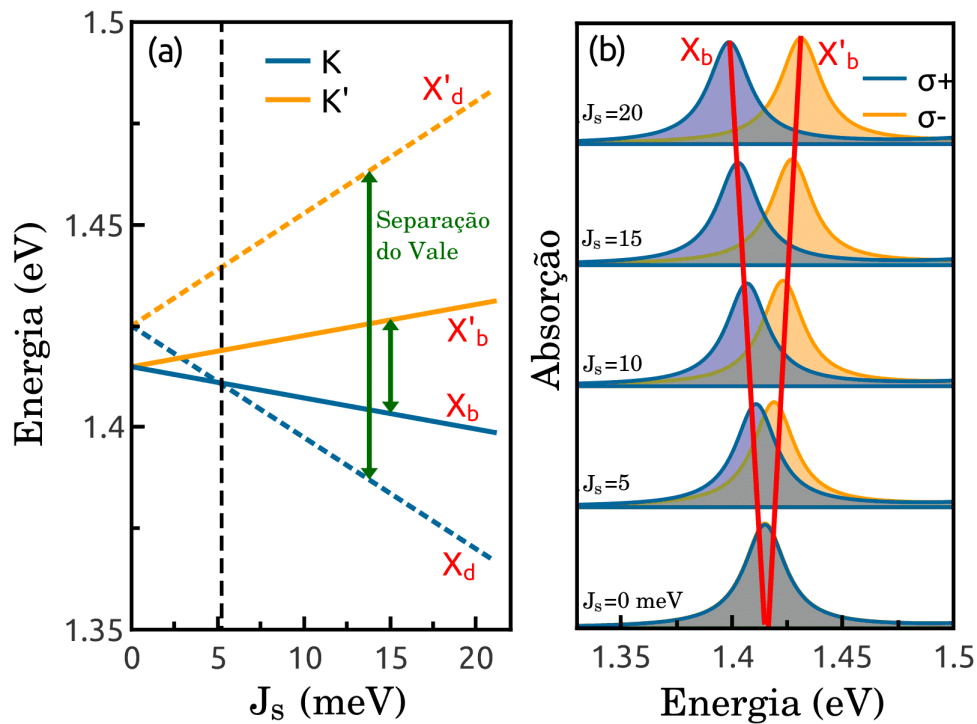 (a)
K
K'
X'd
Separação
do Vale
X'b
Xb
Xd
1.5
1.45
1.4
1.35
Energia (eV)
0
5
10
15
20
Js (meV)
(b)
Xb
X'b
σ+
σ-
Js=20
Js=15
Js=10
Js=5
Js=0 meV
Absorção
1.35
1.4
1.45
1.5
Energia (eV)